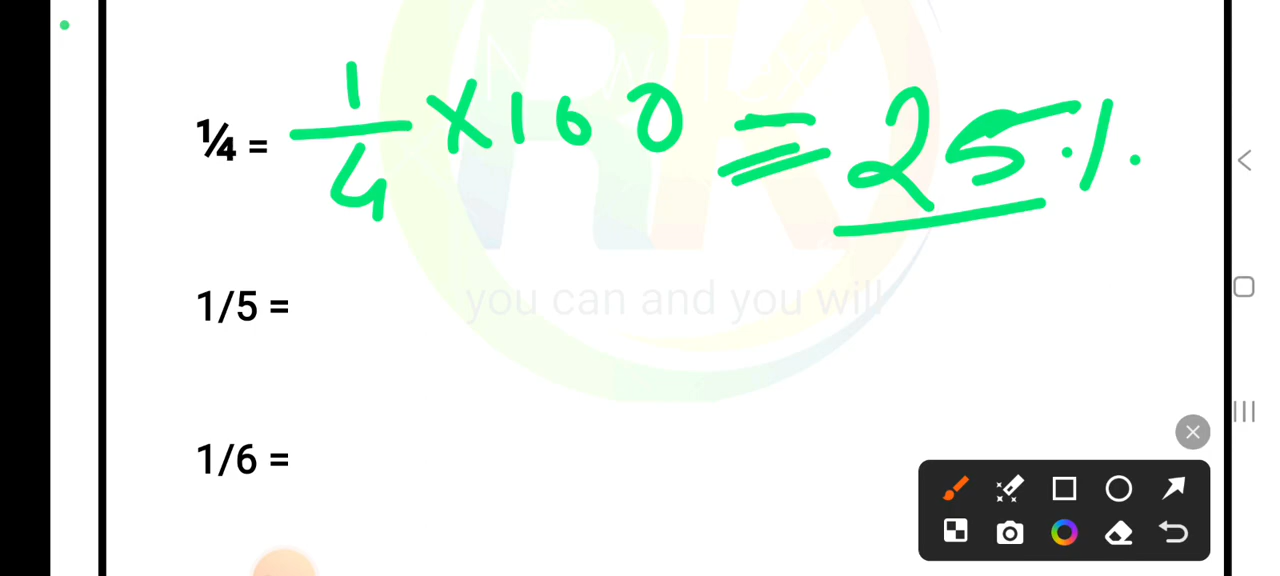 ¼ = 1/4 × 100 = 25%
1/5 =
you can and you will
1/6 =